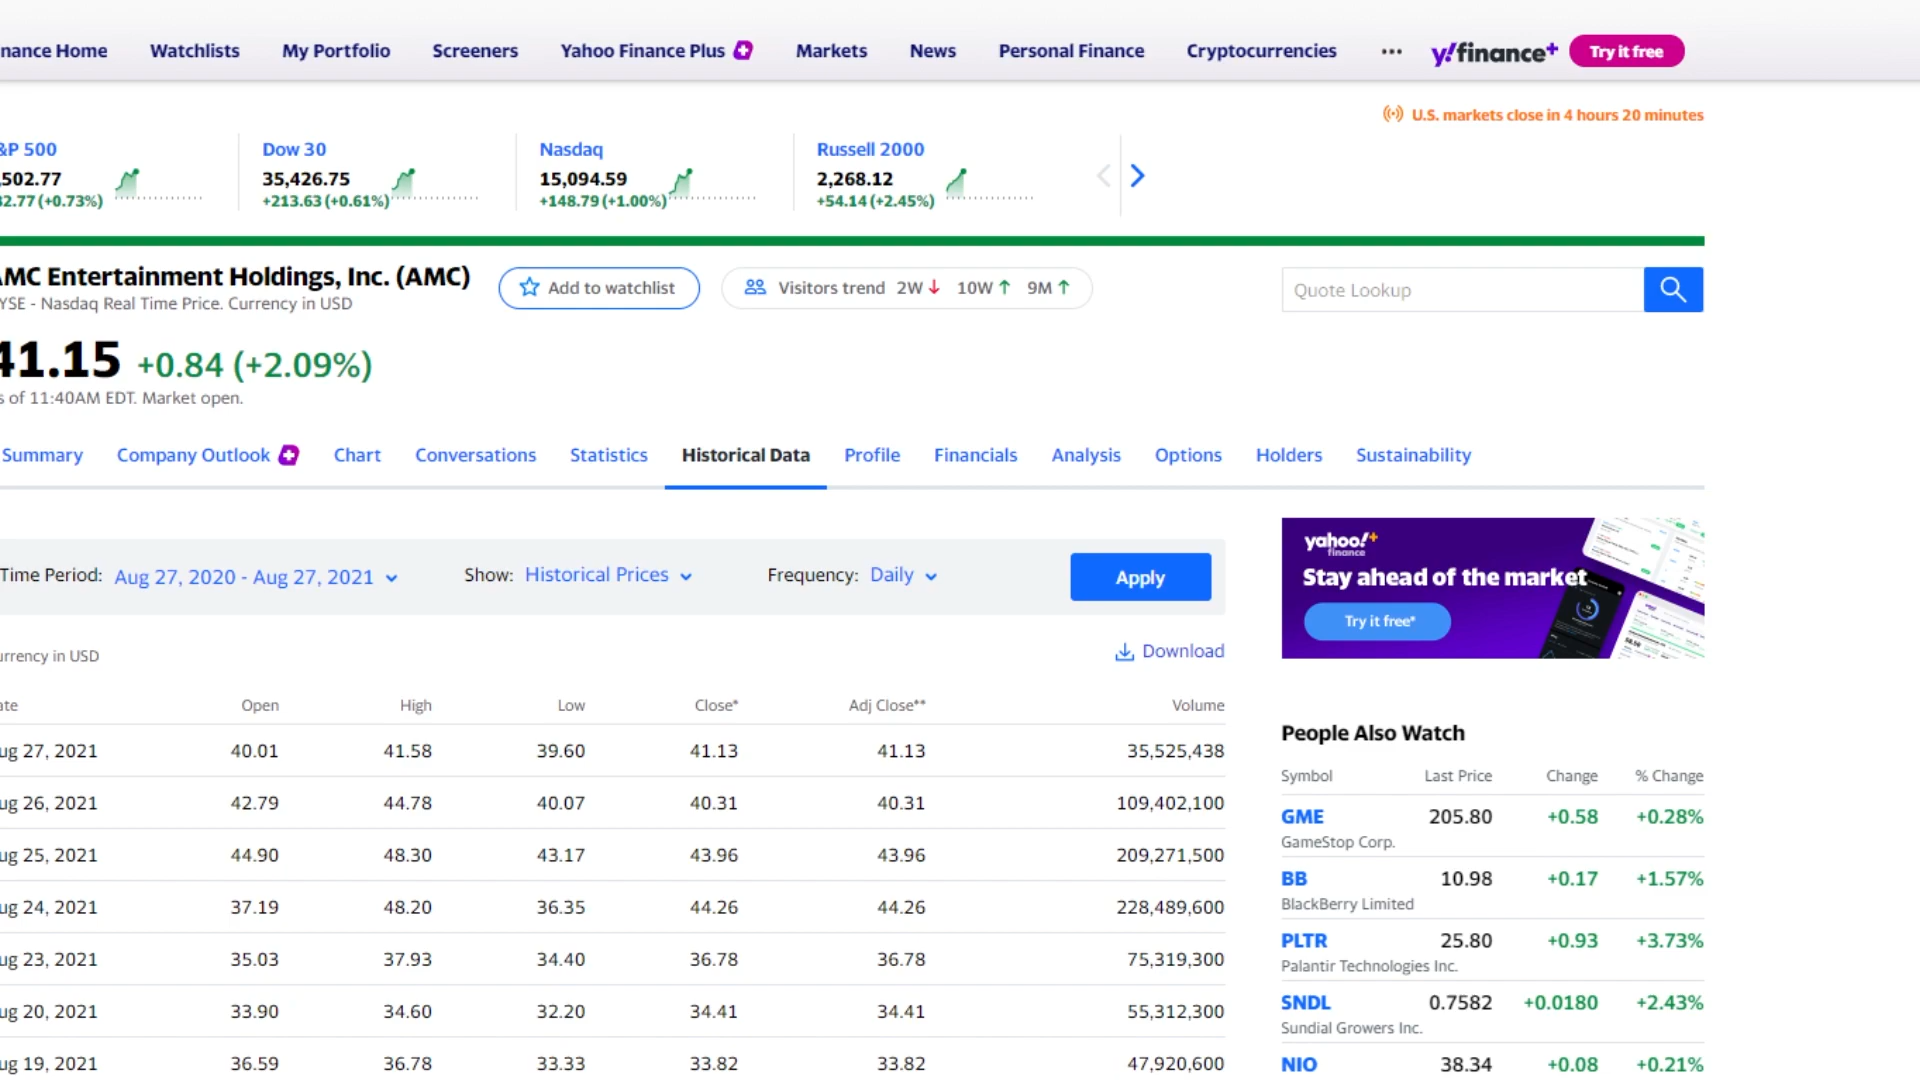 nance Home Watchlists My Portfolio Screeners Yahoo Finance Plus Markets News Personal Finance Cryptocurrencies ••• y!finance+ Try it free
U.S. markets close in 4 hours 20 minutes
&P 500 Dow 30 Nasdaq Russell 2000
,502.77 35,426.75 15,094.59 2,268.12
32.77 (+0.73%) +213.63 (+0.61%) +148.79 (+1.00%) +54.14 (+2.45%)
AMC Entertainment Holdings, Inc. (AMC) Add to watchlist Visitors trend 2W↓ 10W↑ 9M↑ Quote Lookup
YSE - Nasdaq Real Time Price. Currency in USD
41.15 +0.84 (+2.09%)
s of 11:40AM EDT. Market open.
Summary Company Outlook Chart Conversations Statistics Historical Data Profile Financials Analysis Options Holders Sustainability
yahoo!+
finance
Stay ahead of the market
Try it free*
Time Period: Aug 27, 2020 - Aug 27, 2021 Show: Historical Prices Frequency: Daily Apply
urrency in USD Download
ate Open High Low Close* Adj Close** Volume
ug 27, 2021 40.01 41.58 39.60 41.13 41.13 35,525,438
ug 26, 2021 42.79 44.78 40.07 40.31 40.31 109,402,100
ug 25, 2021 44.90 48.30 43.17 43.96 43.96 209,271,500
ug 24, 2021 37.19 48.20 36.35 44.26 44.26 228,489,600
ug 23, 2021 35.03 37.93 34.40 36.78 36.78 75,319,300
ug 20, 2021 33.90 34.60 32.20 34.41 34.41 55,312,300
ug 19, 2021 36.59 36.78 33.33 33.82 33.82 47,920,600
People Also Watch
Symbol Last Price Change % Change
GME 205.80 +0.58 +0.28%
GameStop Corp.
BB 10.98 +0.17 +1.57%
BlackBerry Limited
PLTR 25.80 +0.93 +3.73%
Palantir Technologies Inc.
SNDL 0.7582 +0.0180 +2.43%
Sundial Growers Inc.
NIO 38.34 +0.08 +0.21%